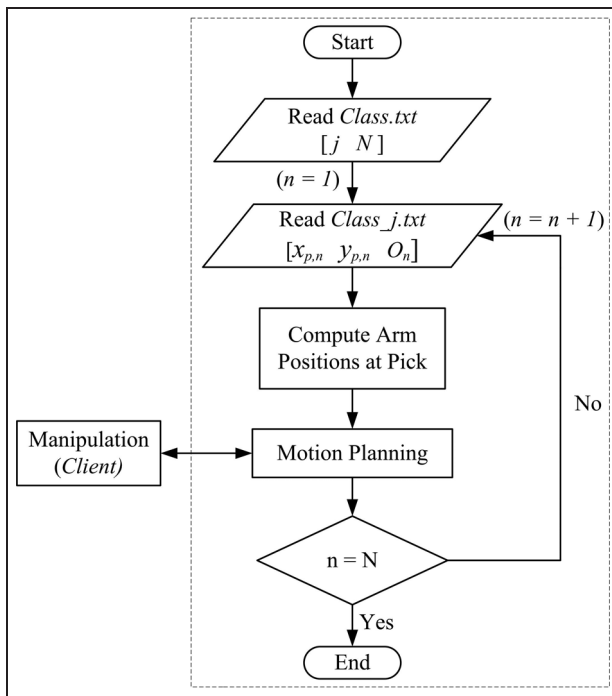 Start
Read Class.txt
[j N]
(n = 1)
Read Class_j.txt
(n = n + 1)
[xp,n yp,n On]
Compute Arm
Positions at Pick
No
Manipulation
(Client)
Motion Planning
n = N
Yes
End